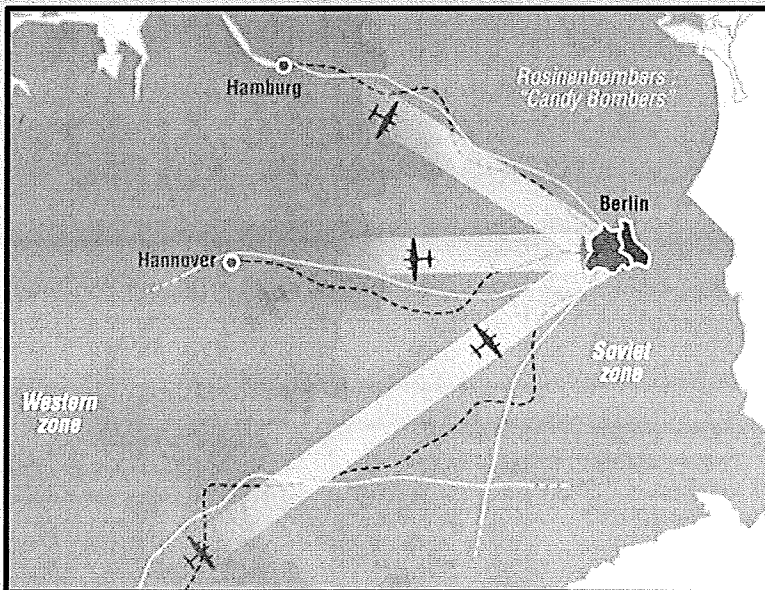 Hamburg
Rosinenbombers :
"Candy Bombers"
Berlin
Hannover
Soviet
zone
Western
zone